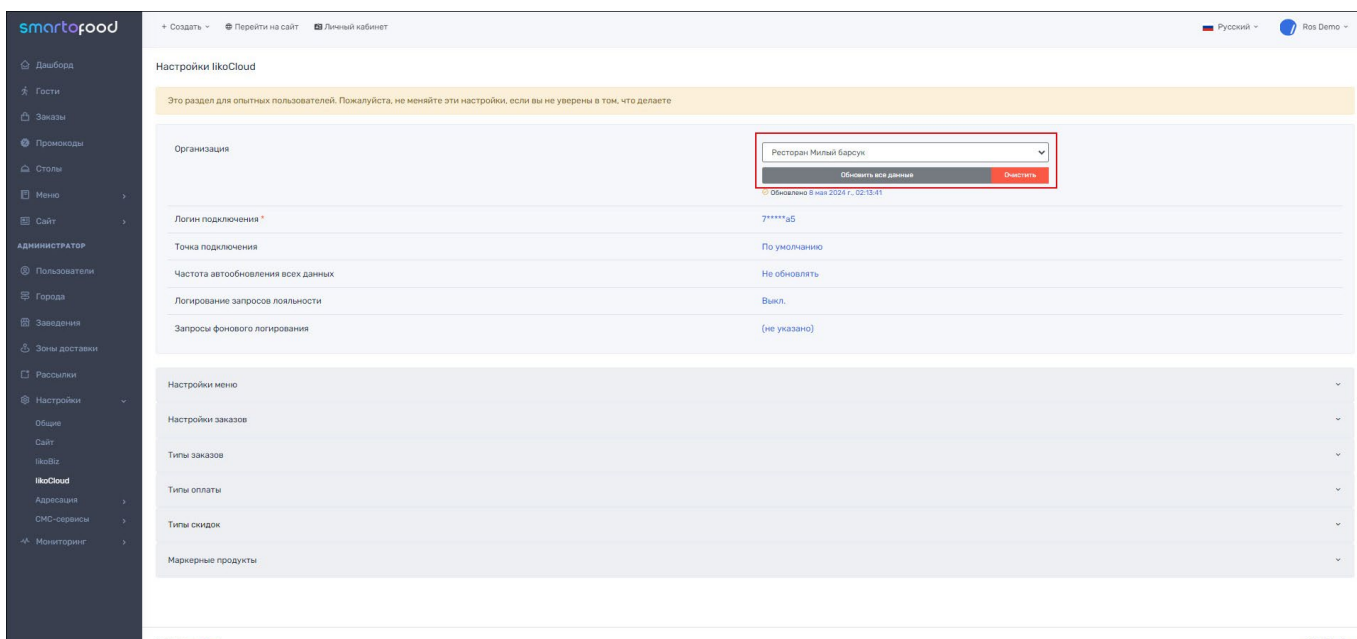 smartofood
+ Создать
Перейти на сайт
Личный кабинет
Русский
Ros Demo
Дашборд
Гости
Заказы
Промокоды
Столы
Меню
Сайт
АДМИНИСТРАТОР
Пользователи
Города
Заведения
Зоны доставки
Рассылки
Настройки
Общие
Сайт
IikoBiz
IikoCloud
Адресация
СМС-сервисы
Мониторинг
Настройки IikoCloud
Это раздел для опытных пользователей. Пожалуйста, не меняйте эти настройки, если вы не уверены в том, что делаете
Организация
Ресторан Милый барсук
Обновить все данные
Очистить
Обновлено 8 мая 2024 г., 02:13:41
Логин подключения *
7*****a5
Точка подключения
По умолчанию
Частота автообновления всех данных
Не обновлять
Логирование запросов лояльности
Выкл.
Запросы фонового логирования
(не указано)
Настройки меню
Настройки заказов
Типы заказов
Типы оплаты
Типы скидок
Маркерные продукты